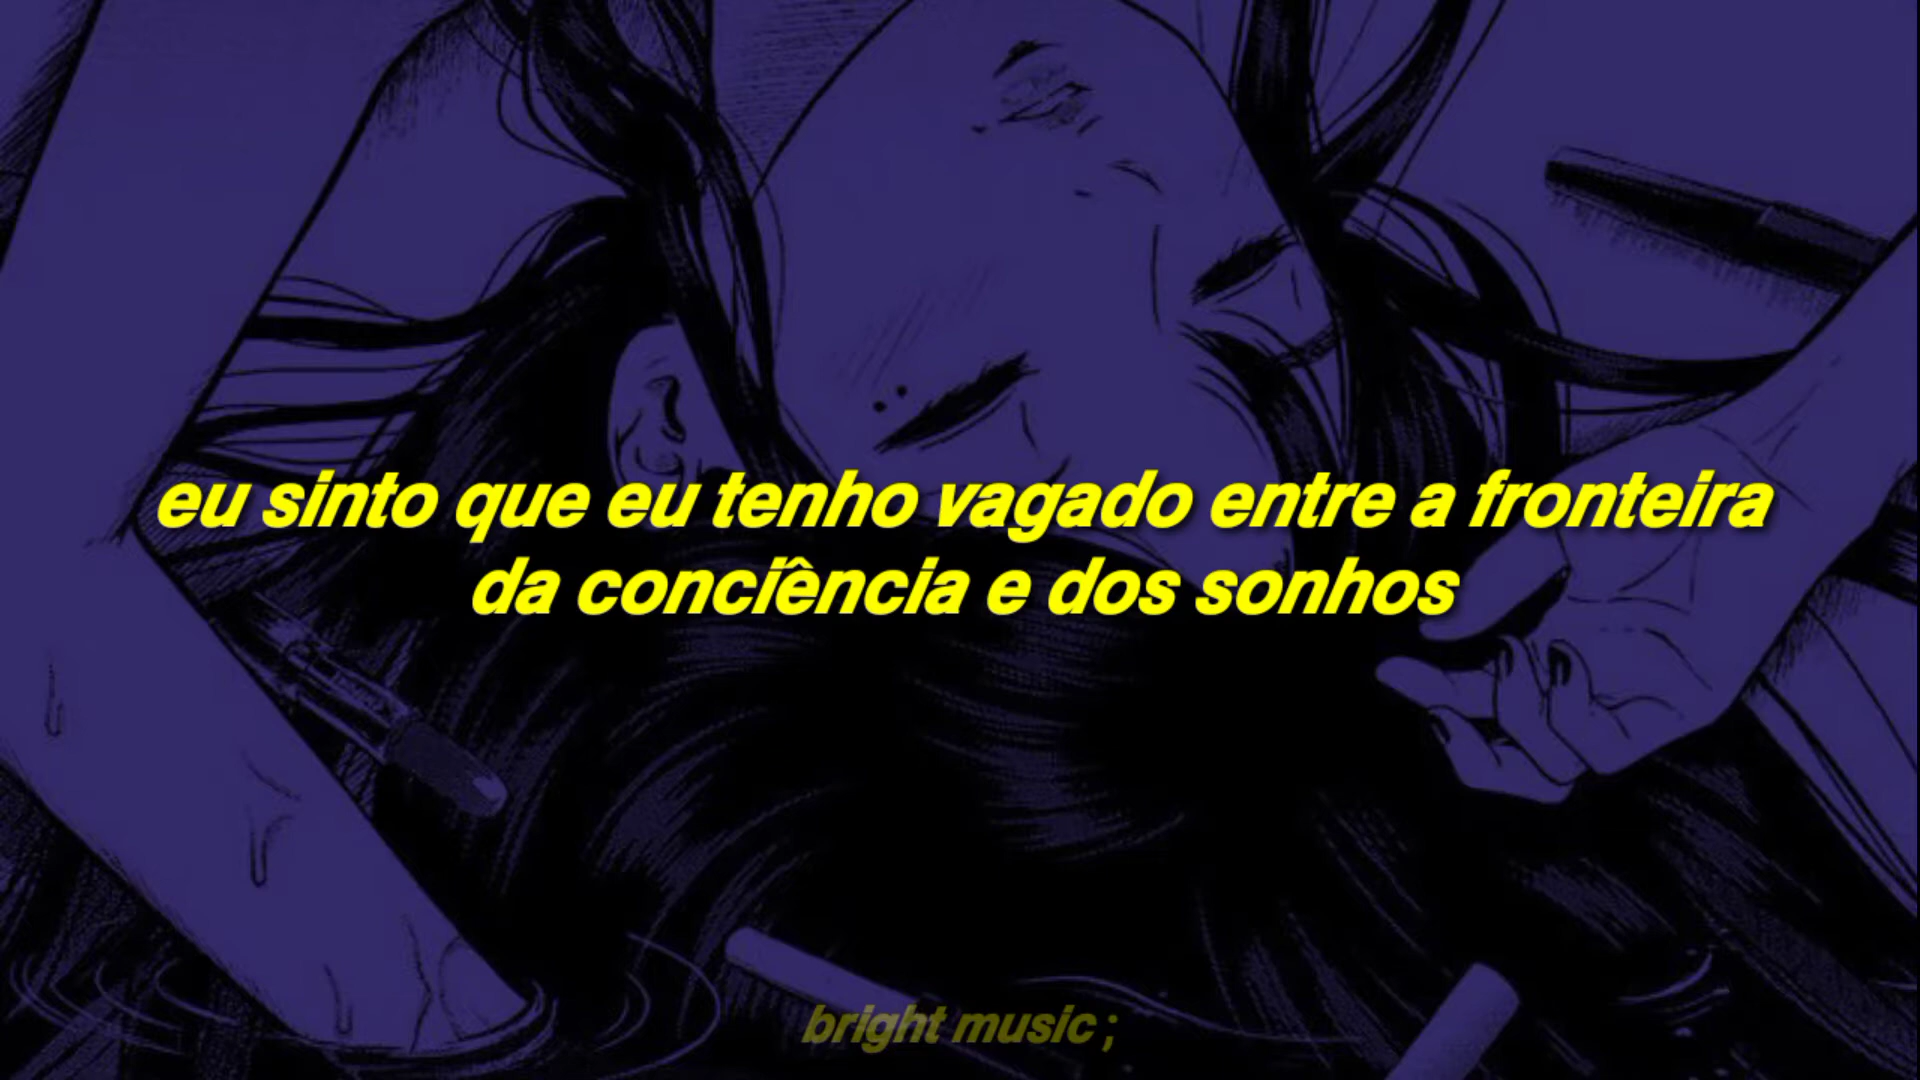 eu sinto que eu tenho vagado entre a fronteira
da conciência e dos sonhos
bright music ;